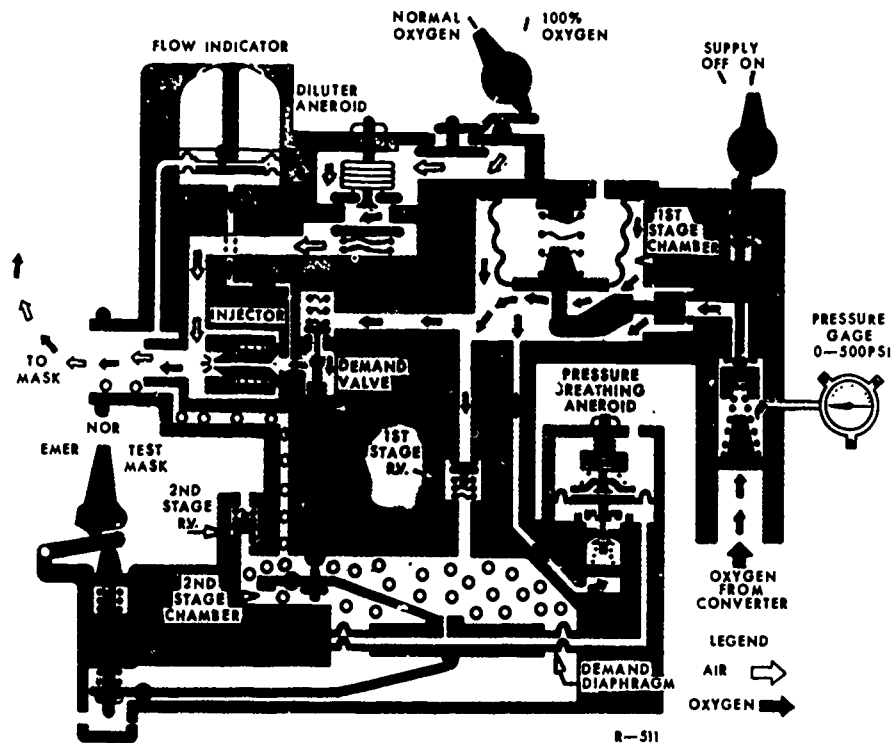 NORMAL
OXYGEN
100%
OXYGEN
SUPPLY
OFF ON
FLOW INDICATOR
DILUTER
ANEROID
1ST
STAGE
CHAMBER
INJECTOR
PRESSURE
GAGE
0—500PSI
TO
MASK
DEMAND
VALVE
PRESSURE
BREATHING
ANEROID
NOR
EMER
TEST
MASK
1ST
STAGE
R.V.
2ND
STAGE
R.V.
2ND
STAGE
CHAMBER
OXYGEN
FROM
CONVERTER
LEGEND
AIR
OXYGEN
DEMAND
DIAPHRAGM
R—511